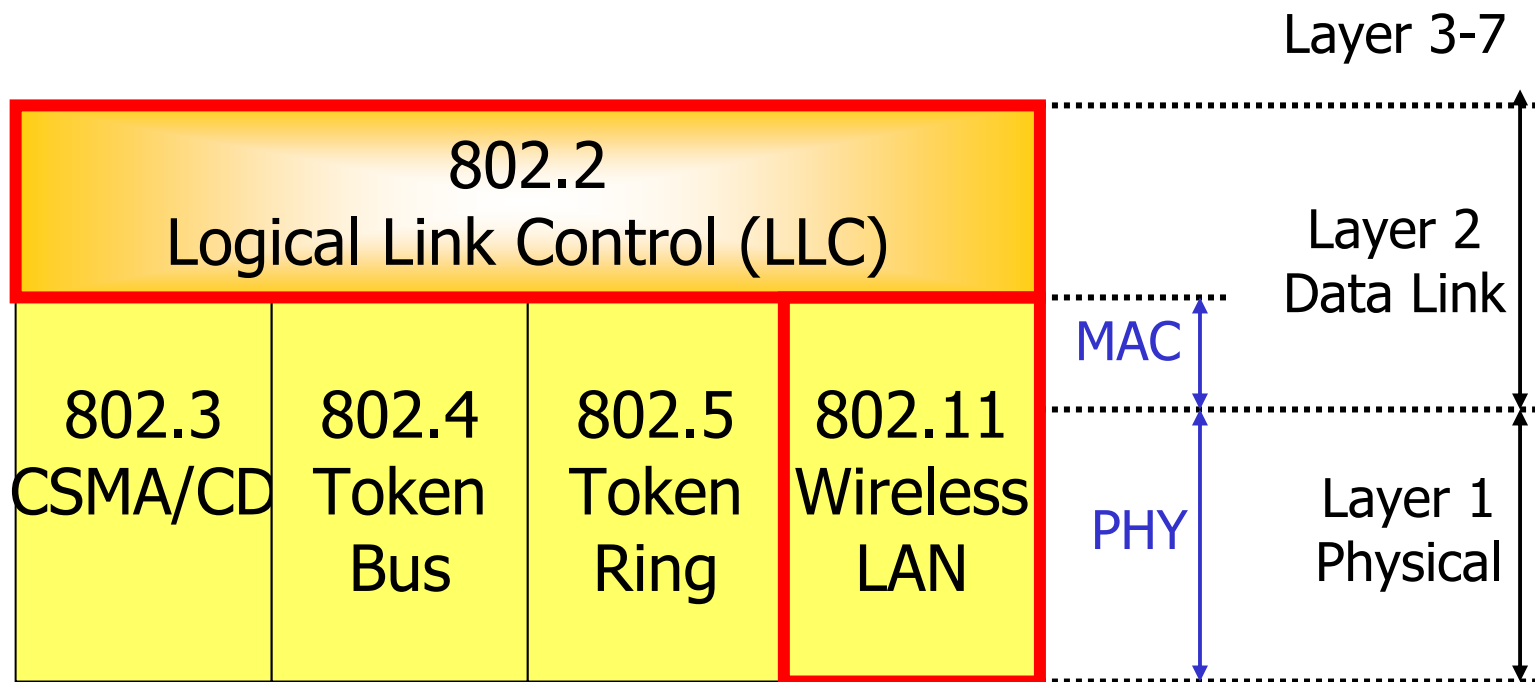 Layer 3-7
802.2
Logical Link Control (LLC)
Layer 2
Data Link
MAC
802.3
CSMA/CD
802.4
Token
Bus
802.5
Token
Ring
802.11
Wireless
LAN
PHY
Layer 1
Physical